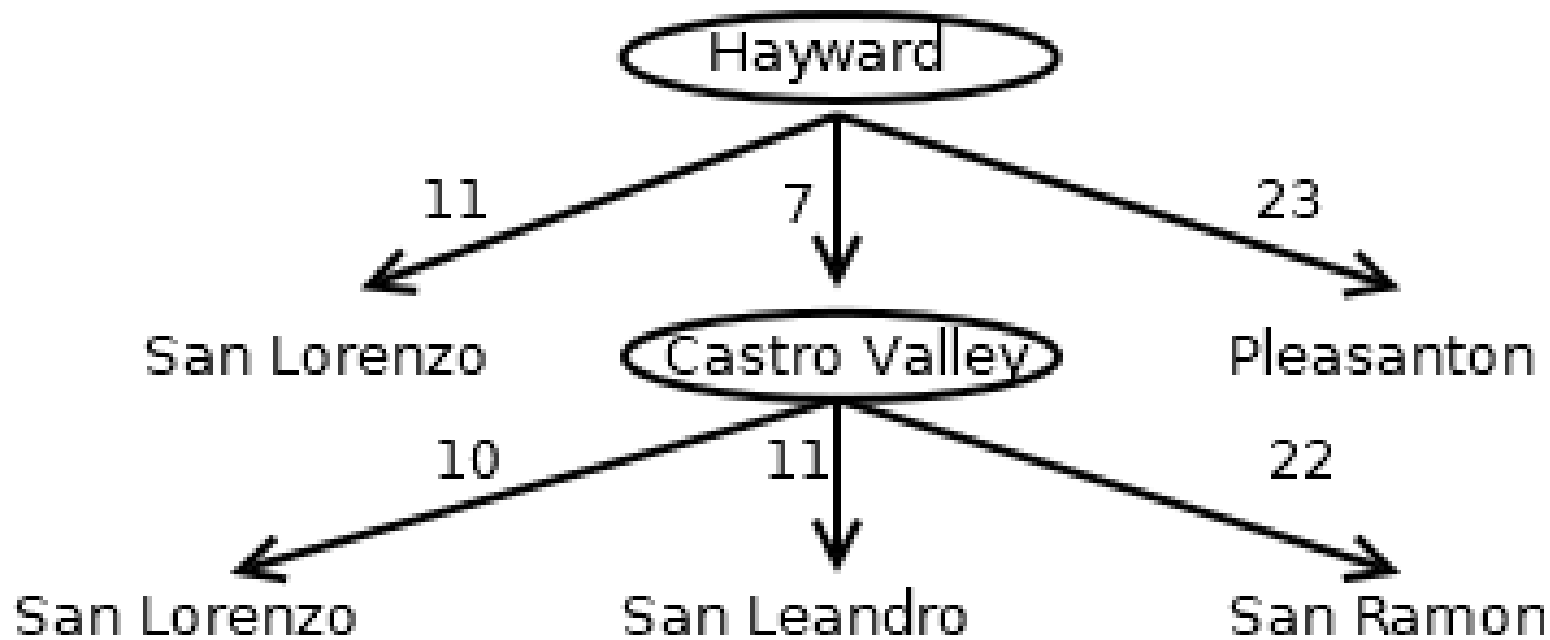 Hayward
11 7 23
San Lorenzo Castro Valley Pleasanton
10 11 22
San Lorenzo San Leandro San Ramon